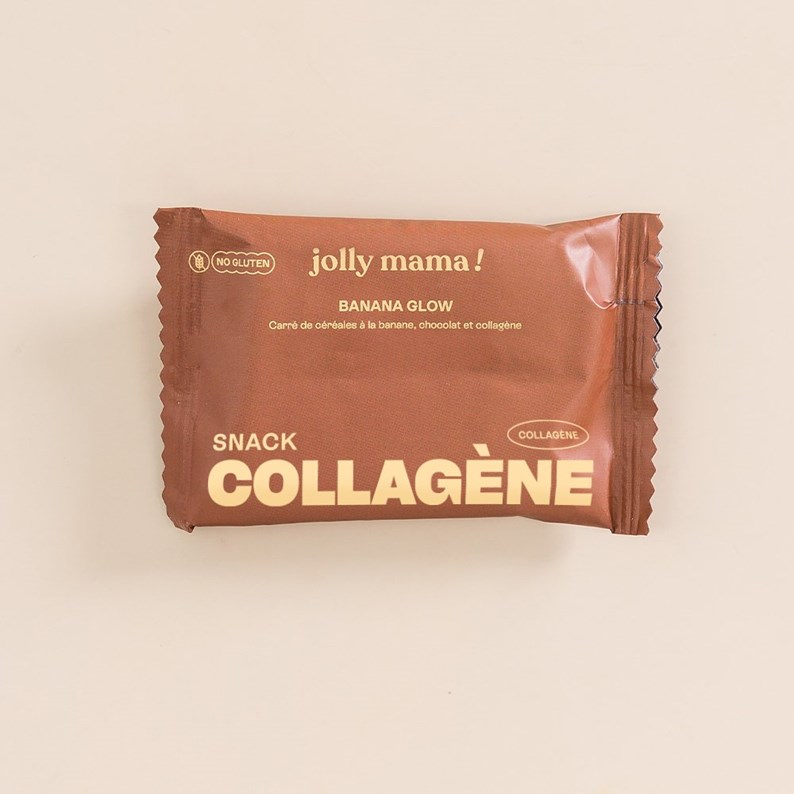 NO GLUTEN
jolly mama !
BANANA GLOW
Carré de céréales à la banane, chocolat et collagène
COLLAGÈNE
SNACK
COLLAGÈNE